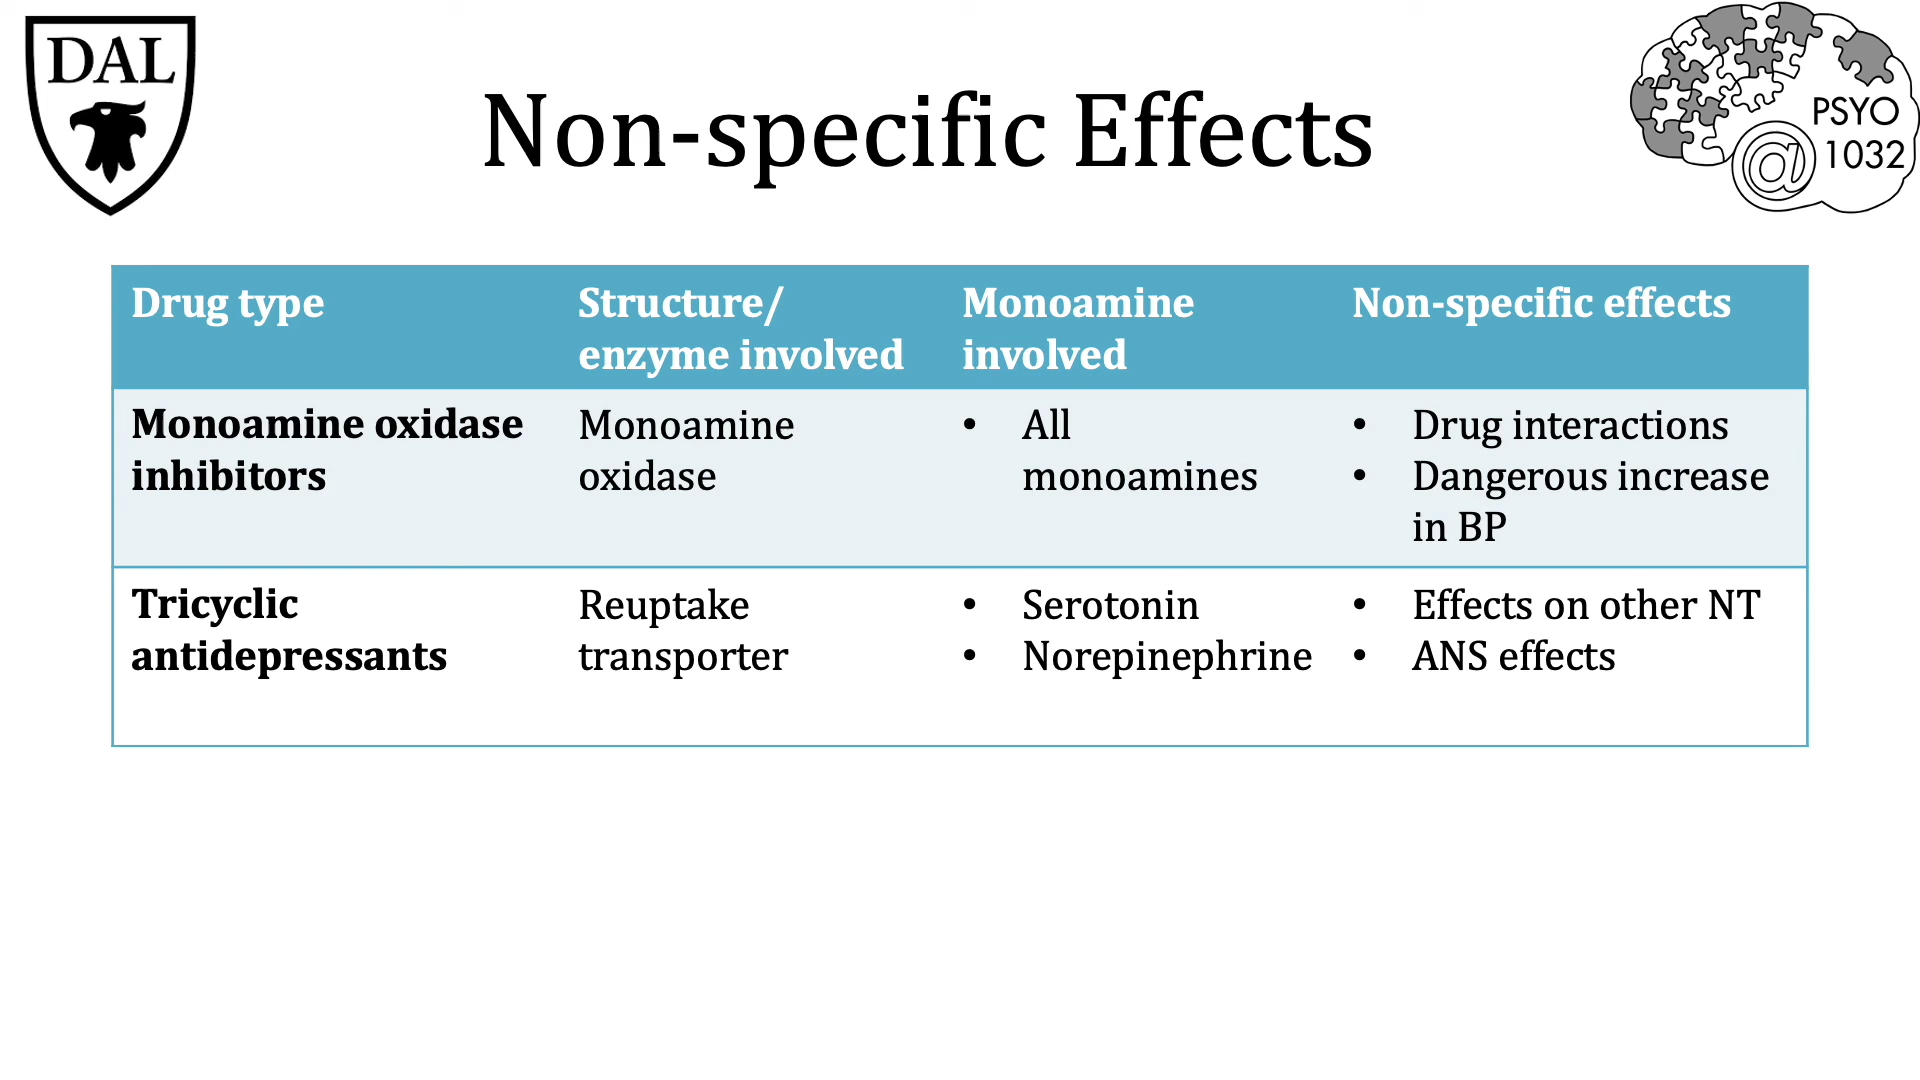 DAL
Non-specific Effects
PSYO
@ 1032
Drug type
Structure/
enzyme involved
Monoamine
involved
Non-specific effects
Monoamine oxidase
inhibitors
Monoamine
oxidase
• All
monoamines
• Drug interactions
• Dangerous increase
in BP
Tricyclic
antidepressants
Reuptake
transporter
• Serotonin
• Norepinephrine
• Effects on other NT
• ANS effects